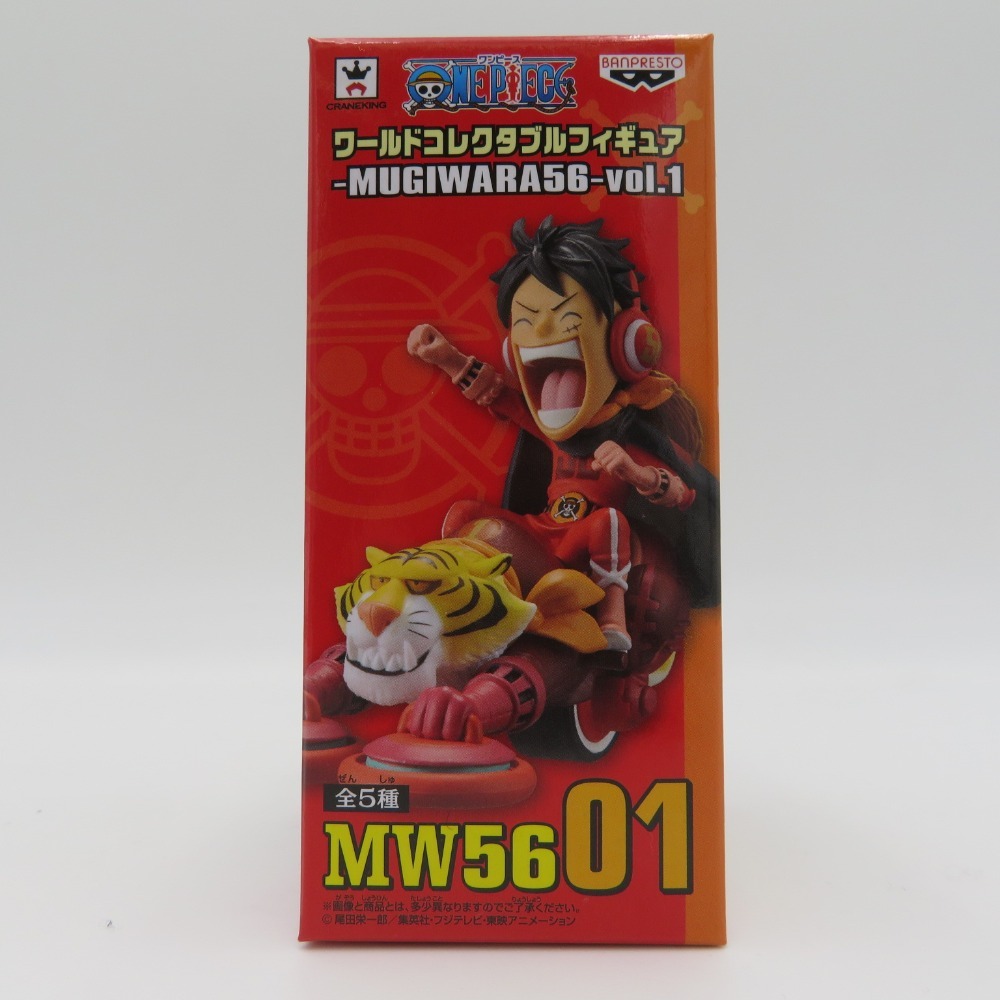 CRANEKING
ワンピース
ONE PIECE
BANPRESTO
ワールドコレクタブルフィギュア
-MUGIWARA56-vol.1
ぜん しゅ
全5種
MW56 01
※画像と商品とは、多少異なりますのでご了承ください。
© 尾田栄一郎／集英社・フジテレビ・東映アニメーション